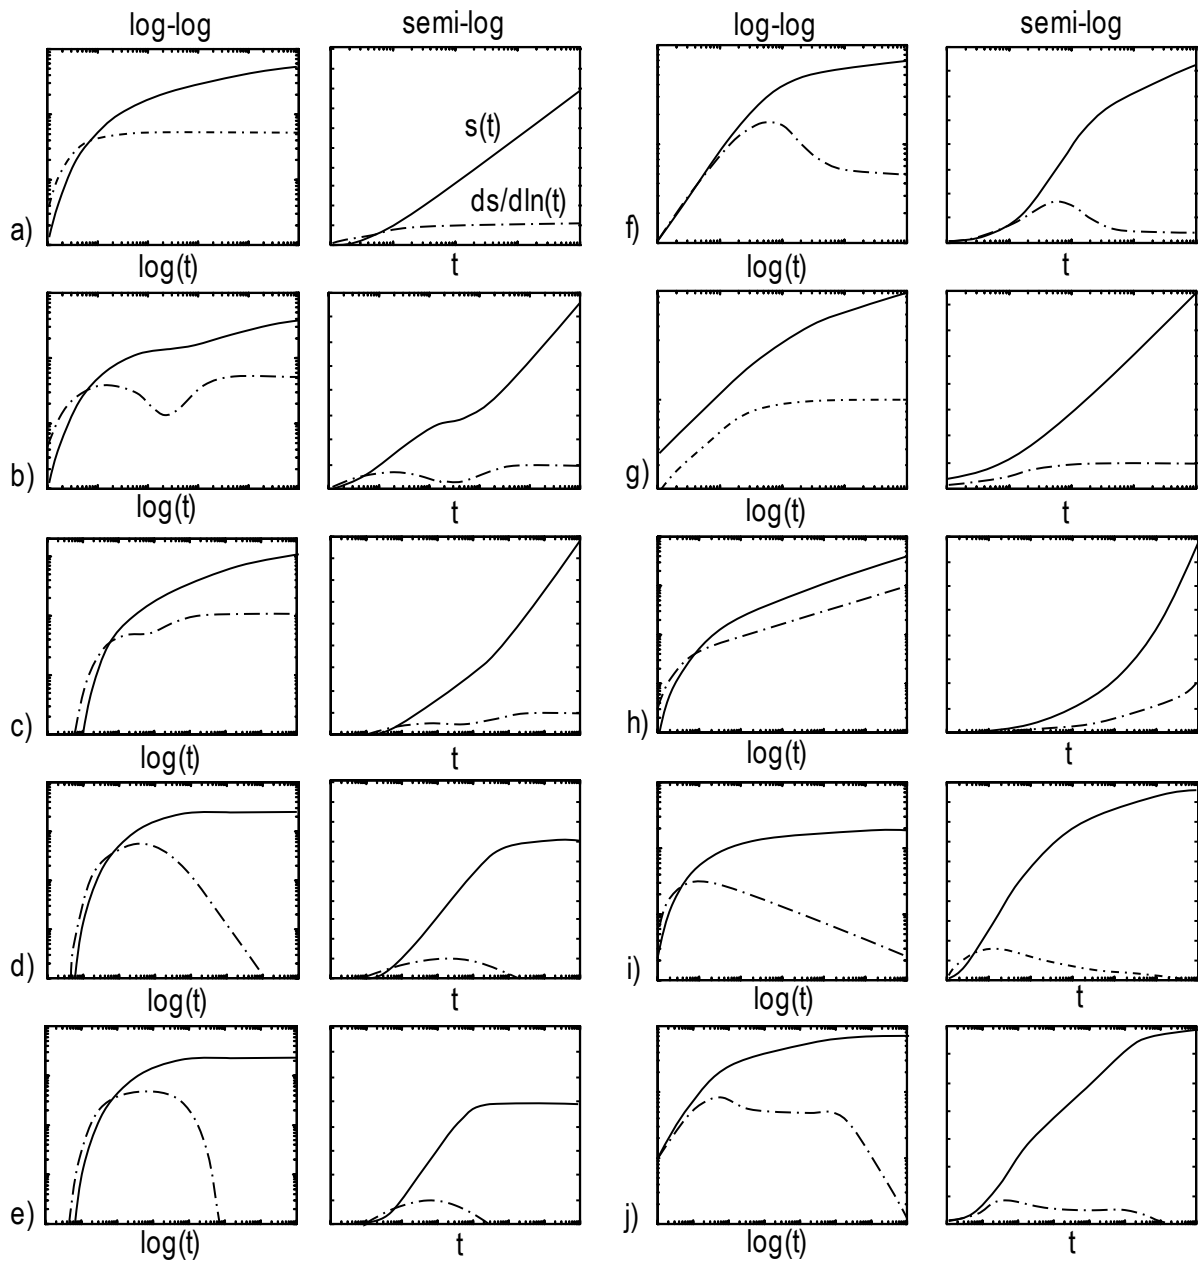 log-log semi-log log-log semi-log
s(t)
ds/dln(t)
a) f)
log(t) t log(t) t
b) g)
log(t) t log(t) t
c) h)
log(t) t log(t) t
d) i)
log(t) t log(t) t
e) j)
log(t) t log(t) t